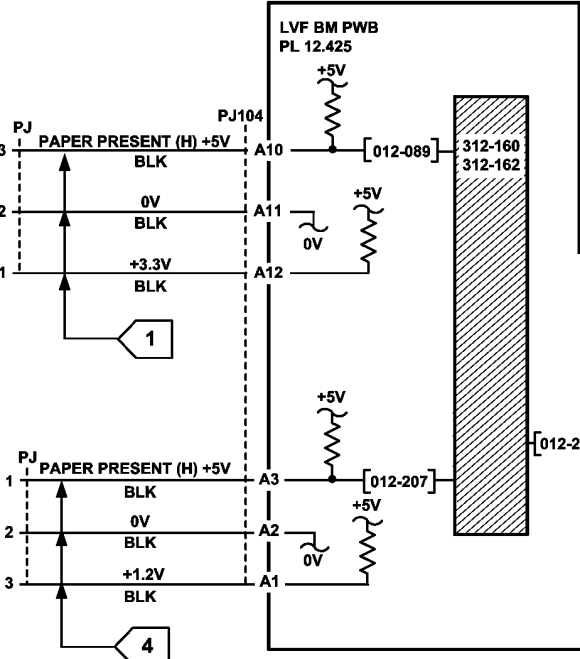 LVF BM PWB
PL 12.425
+5V
PJ104
PJ
3 PAPER PRESENT (H) +5V A10 [012-089] 312-160
BLK 312-162
+5V
2 0V A11
BLK 0V
1 +3.3V A12
BLK
1
+5V
[012-2
PJ
1 PAPER PRESENT (H) +5V A3 [012-207]
BLK
+5V
2 0V A2
BLK 0V
3 +1.2V A1
BLK
4